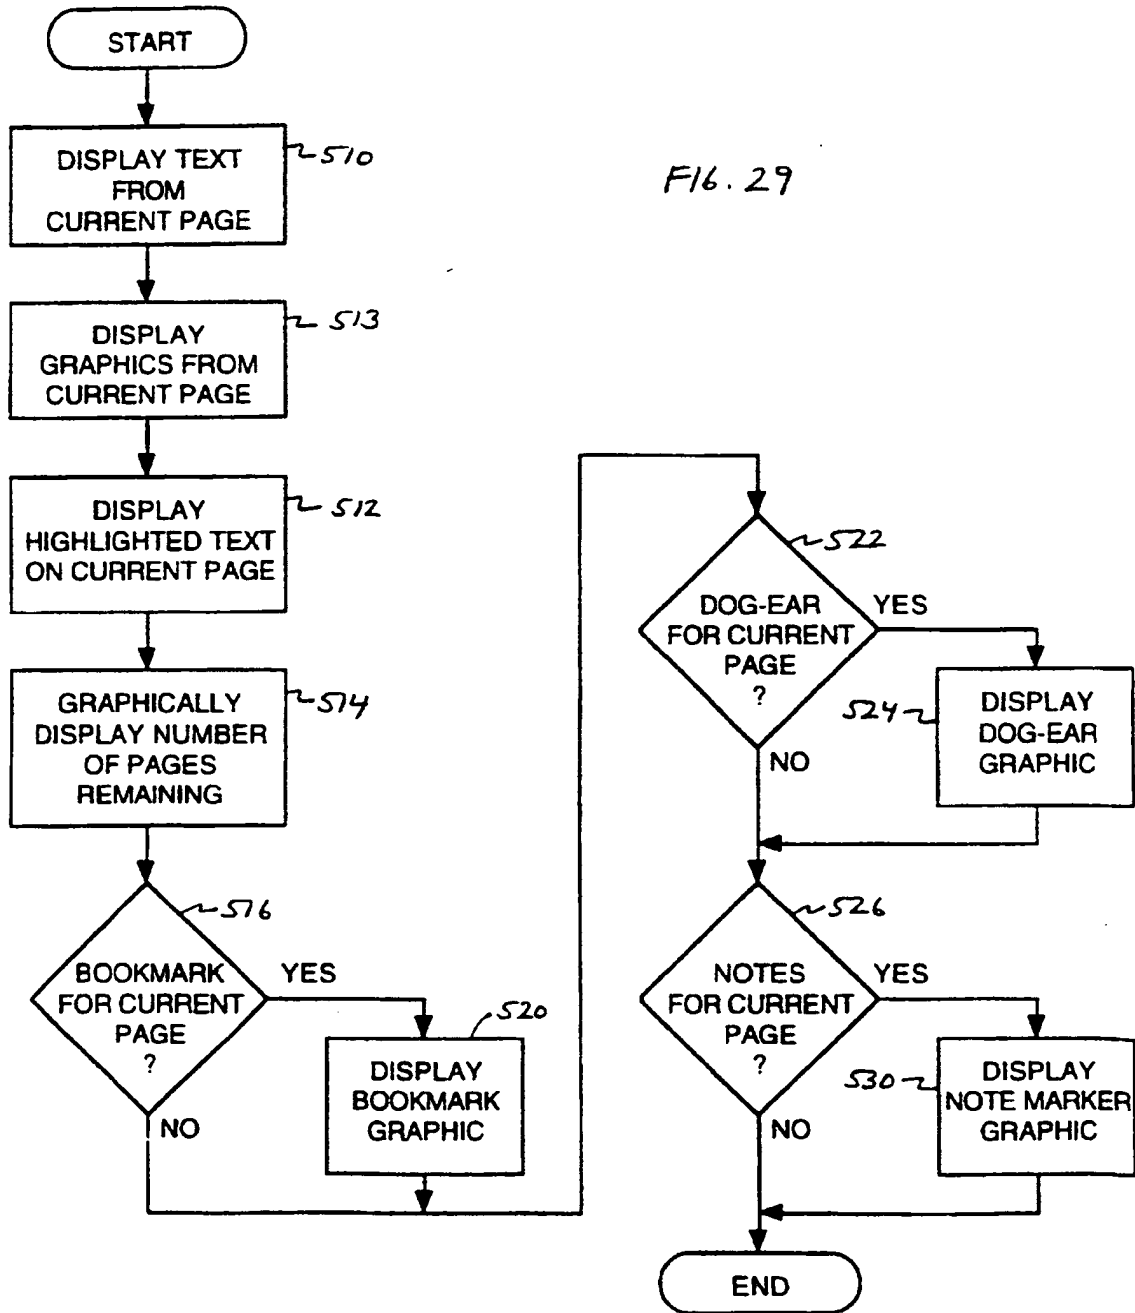 START
DISPLAY TEXT
FROM
CURRENT PAGE
510
FIG. 29
DISPLAY
GRAPHICS FROM
CURRENT PAGE
513
DISPLAY
HIGHLIGHTED TEXT
ON CURRENT PAGE
512
GRAPHICALLY
DISPLAY NUMBER
OF PAGES
REMAINING
514
BOOKMARK
FOR CURRENT
PAGE
?
516
YES
NO
DISPLAY
BOOKMARK
GRAPHIC
520
DOG-EAR
FOR CURRENT
PAGE
?
522
YES
NO
DISPLAY
DOG-EAR
GRAPHIC
524
NOTES
FOR CURRENT
PAGE
?
526
YES
NO
DISPLAY
NOTE MARKER
GRAPHIC
530
END